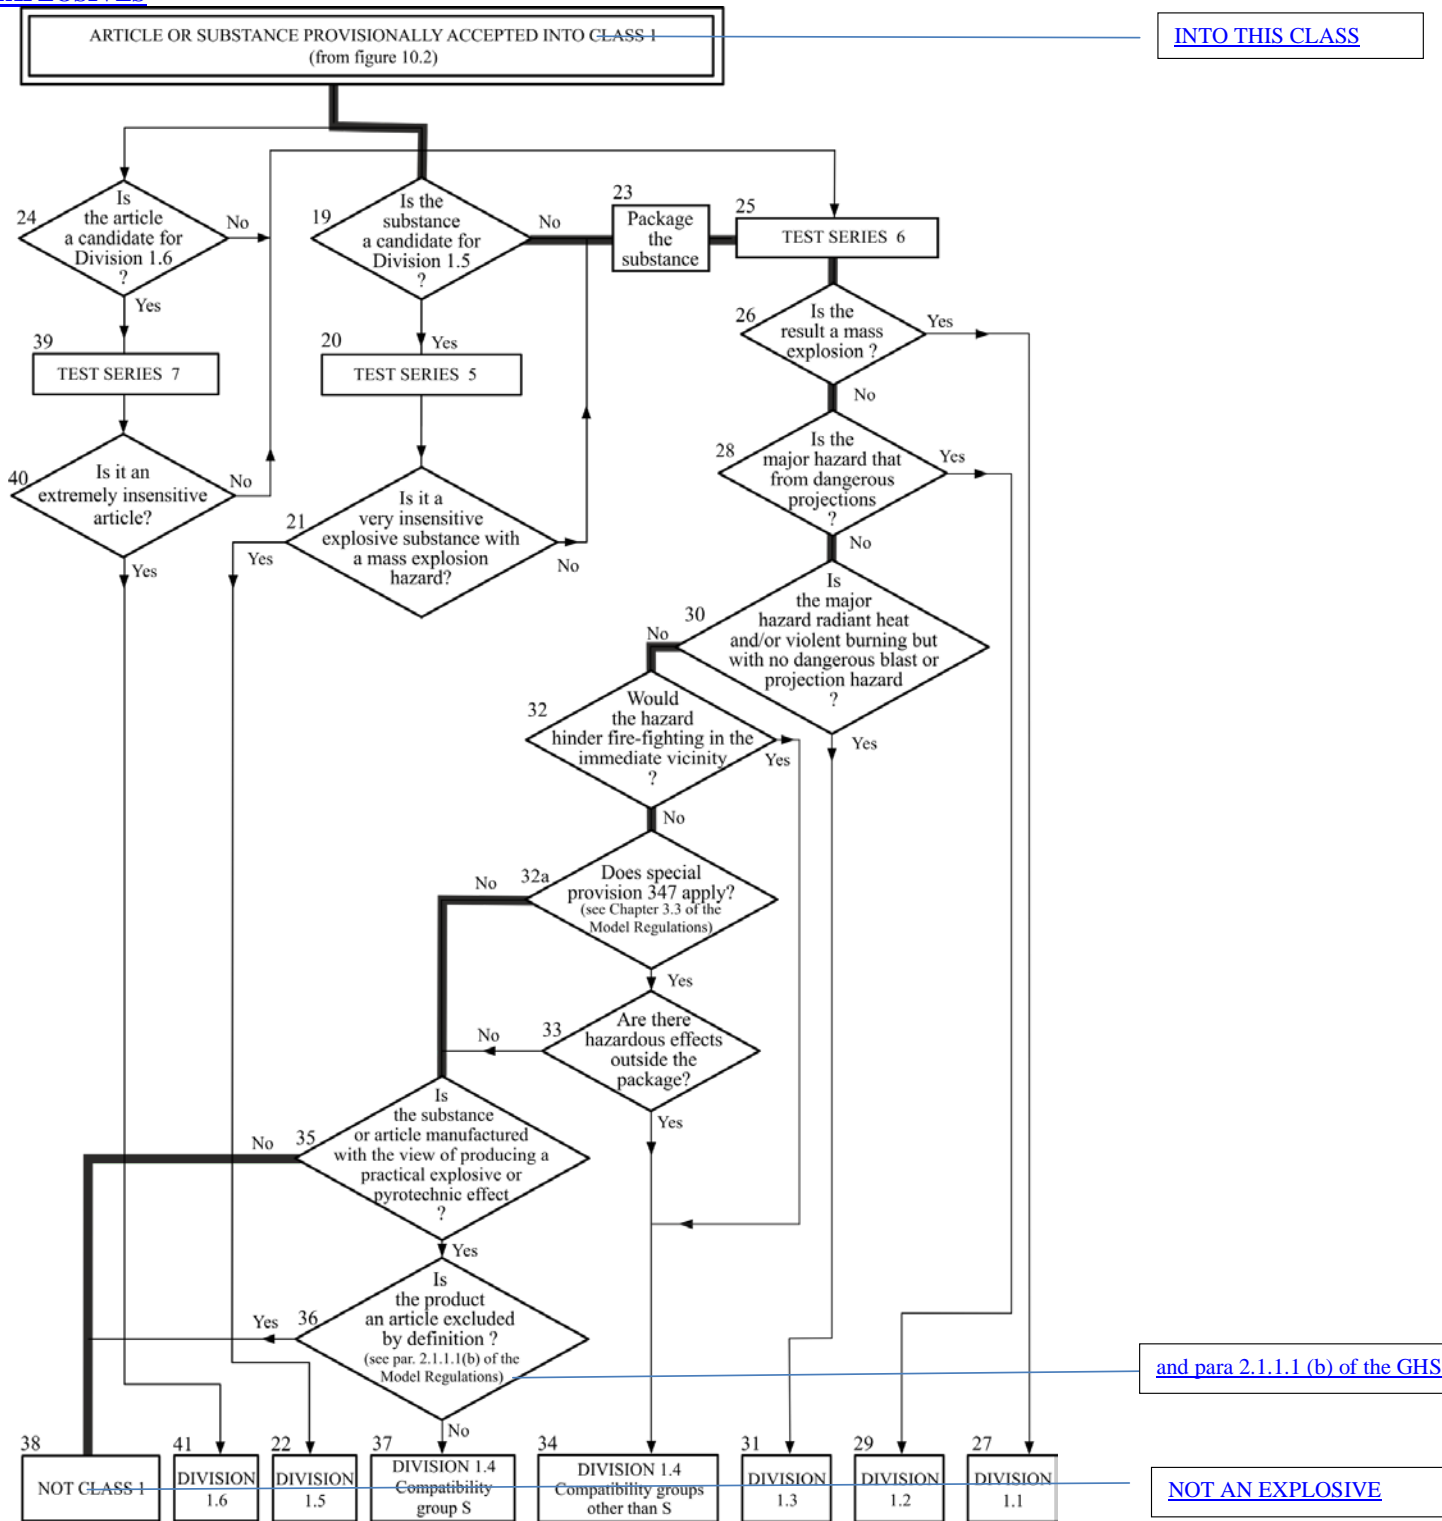 EXPLOSIVES
ARTICLE OR SUBSTANCE PROVISIONALLY ACCEPTED INTO CLASS 1
(from figure 10.2)
INTO THIS CLASS
24
Is
the article
a candidate for
Division 1.6
?
No
Yes
19
Is the
substance
a candidate for
Division 1.5
?
No
Yes
23
Package
the
substance
25
TEST SERIES 6
26
Is the
result a mass
explosion ?
Yes
No
39
TEST SERIES 7
20
TEST SERIES 5
28
Is the
major hazard that
from dangerous
projections
?
Yes
No
40
Is it an
extremely insensitive
article?
No
Yes
21
Is it a
very insensitive
explosive substance with
a mass explosion
hazard?
Yes
No
30
Is
the major
hazard radiant heat
and/or violent burning but
with no dangerous blast or
projection hazard
?
No
Yes
32
Would
the hazard
hinder fire-fighting in the
immediate vicinity
?
Yes
No
32a
Does special
provision 347 apply?
(see Chapter 3.3 of the
Model Regulations)
No
Yes
33
Are there
hazardous effects
outside the
package?
No
Yes
35
Is
the substance
or article manufactured
with the view of producing a
practical explosive or
pyrotechnic effect
?
No
Yes
36
Is
the product
an article excluded
by definition ?
(see par. 2.1.1.1(b) of the
Model Regulations)
Yes
No
and para 2.1.1.1 (b) of the GHS
38
NOT CLASS 1
41
DIVISION
1.6
22
DIVISION
1.5
37
DIVISION 1.4
Compatibility
group S
34
DIVISION 1.4
Compatibility groups
other than S
31
DIVISION
1.3
29
DIVISION
1.2
27
DIVISION
1.1
NOT AN EXPLOSIVE